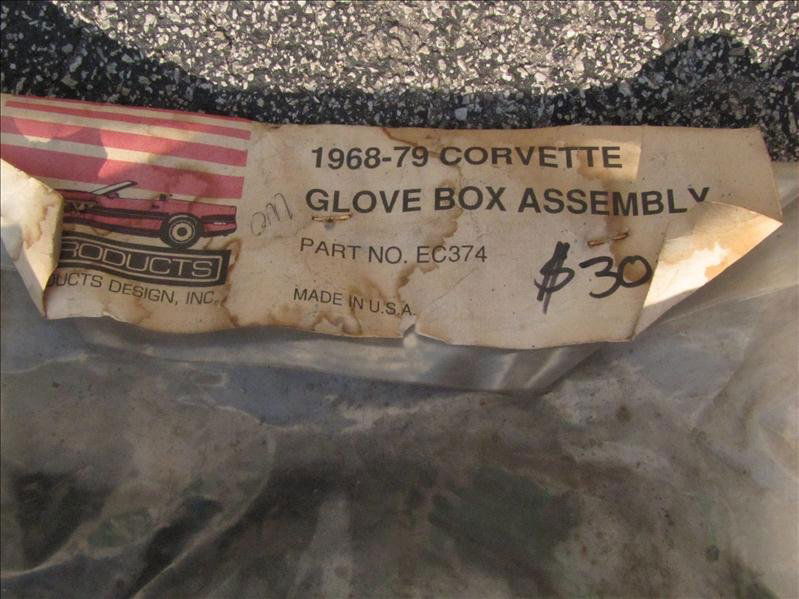 1968-79 CORVETTE
GLOVE BOX ASSEMBLY
PART NO. EC374
$30
MADE IN U.S.A.
PRODUCTS
DUCTS DESIGN, INC.